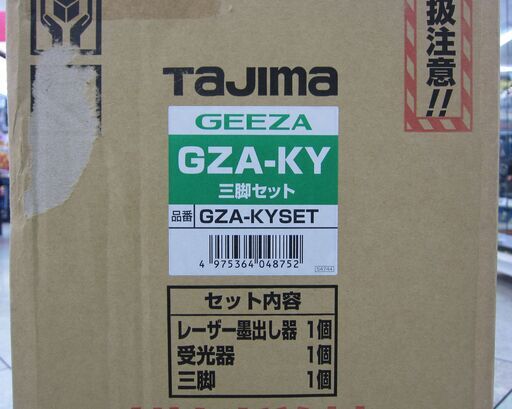 扱注意!!
TaJima
GEEZA
GZA-KY
三脚セット
品番 GZA-KYSET
4 975364 048752
セット内容
レーザー墨出し器 1個
受光器 1個
三脚 1個